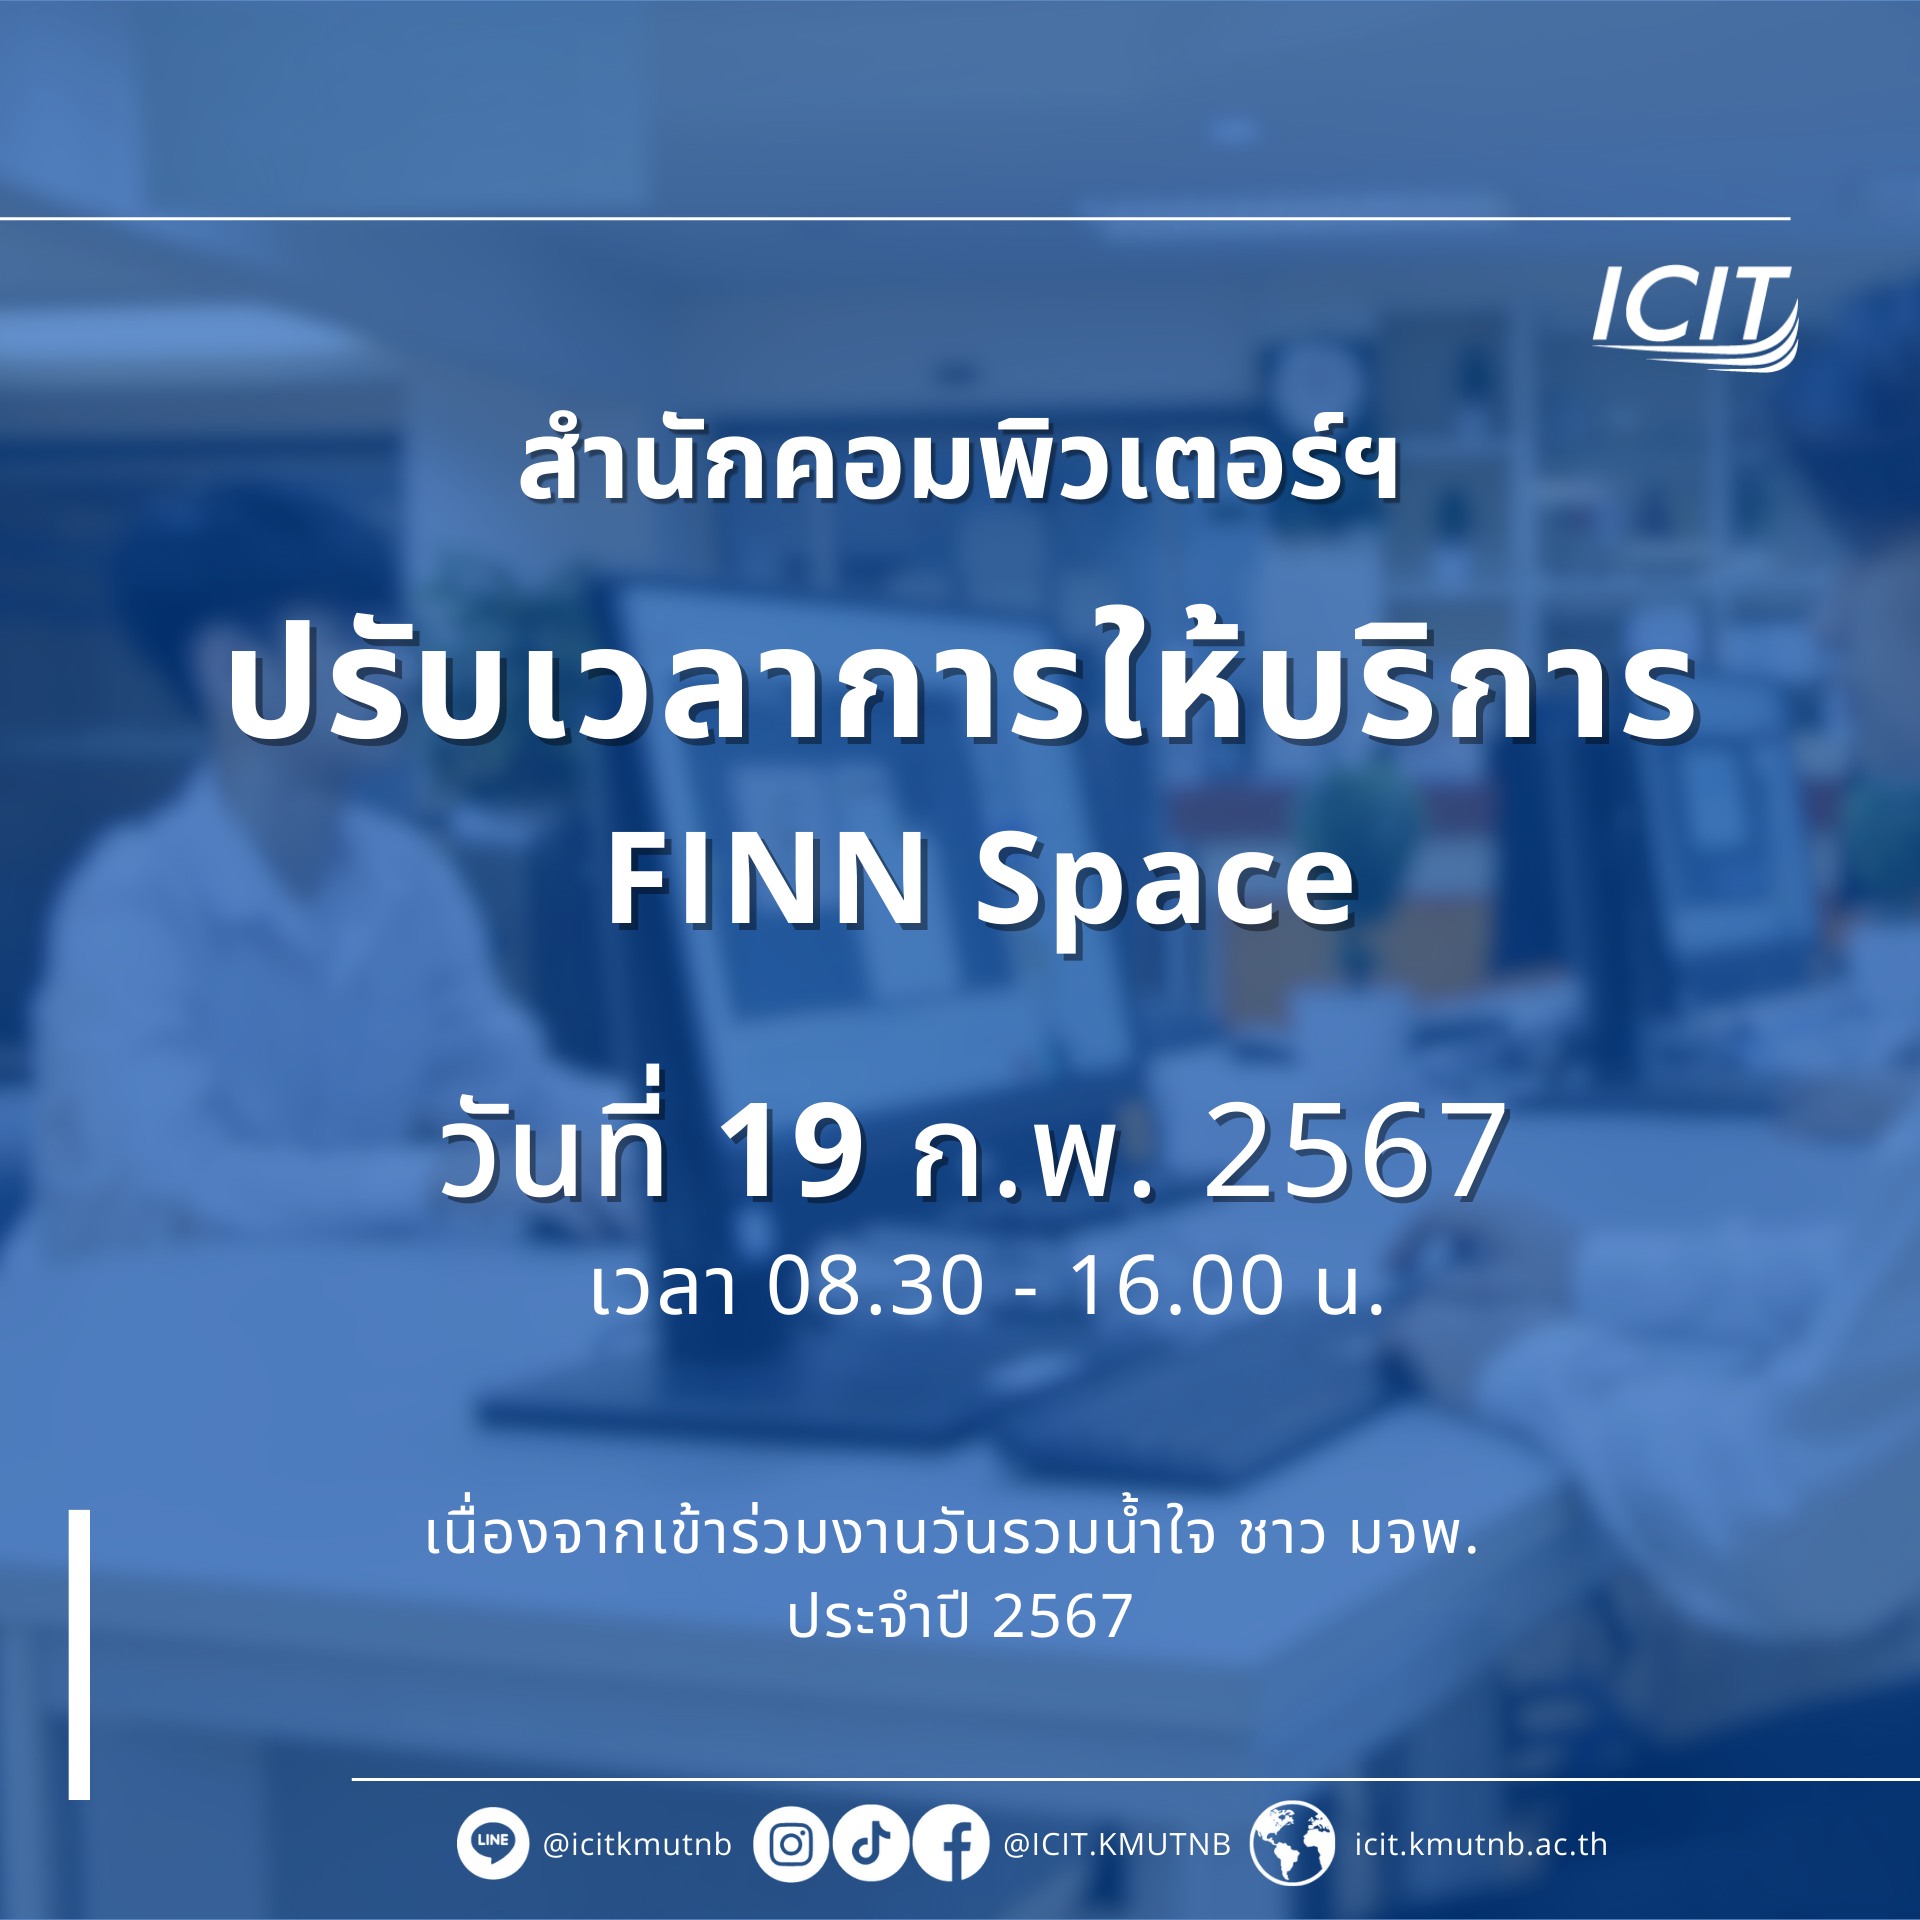 ICIT
สำนักคอมพิวเตอร์ฯ
ปรับเวลาการให้บริการ
FINN Space
วันที่ 19 ก.พ. 2567
เวลา 08.30 - 16.00 น.
เนื่องจากเข้าร่วมงานวันรวมน้ำใจ ชาว มจพ.
ประจำปี 2567
LINE @icitkmutnb @ICIT.KMUTNB icit.kmutnb.ac.th